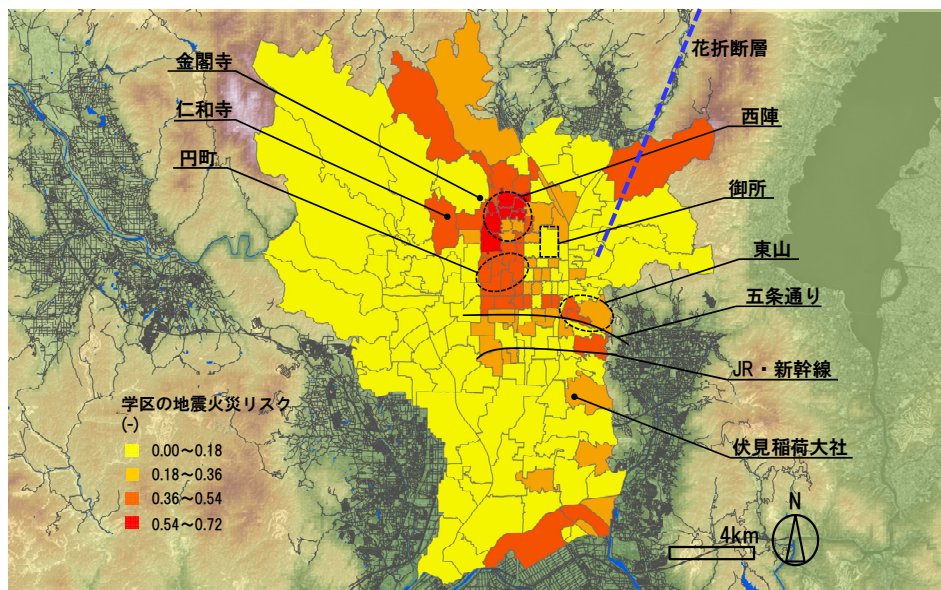 金閣寺
仁和寺
円町
花折断層
西陣
御所
東山
五条通り
JR・新幹線
伏見稲荷大社
学区の地震火災リスク
(-)
0.00～0.18
0.18～0.36
0.36～0.54
0.54～0.72
4km
N